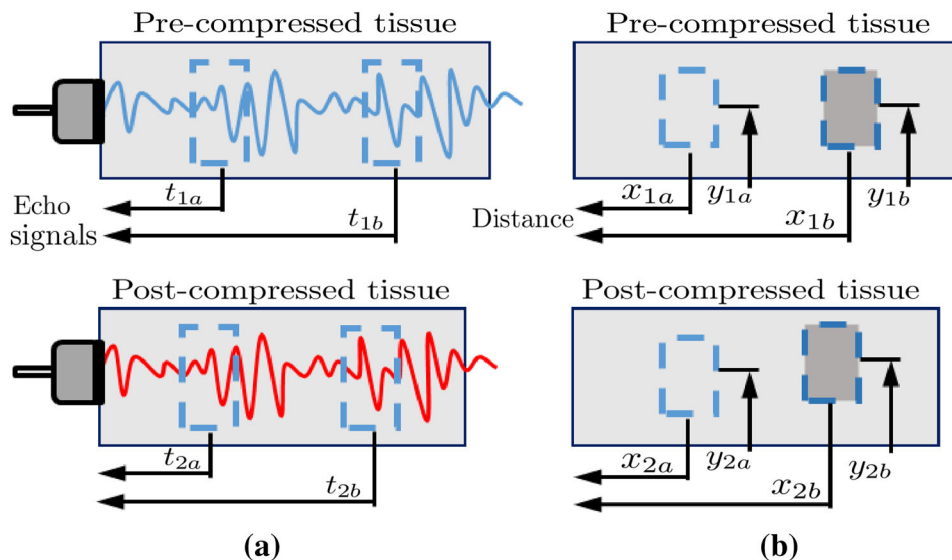 Pre-compressed tissue
Pre-compressed tissue
t₁ₐ
x₁ₐ
y₁ₐ
y₁b
Echo
signals
t₁b
Distance
x₁b
Post-compressed tissue
Post-compressed tissue
t₂ₐ
x₂ₐ
y₂ₐ
y₂b
t₂b
x₂b
(a)
(b)